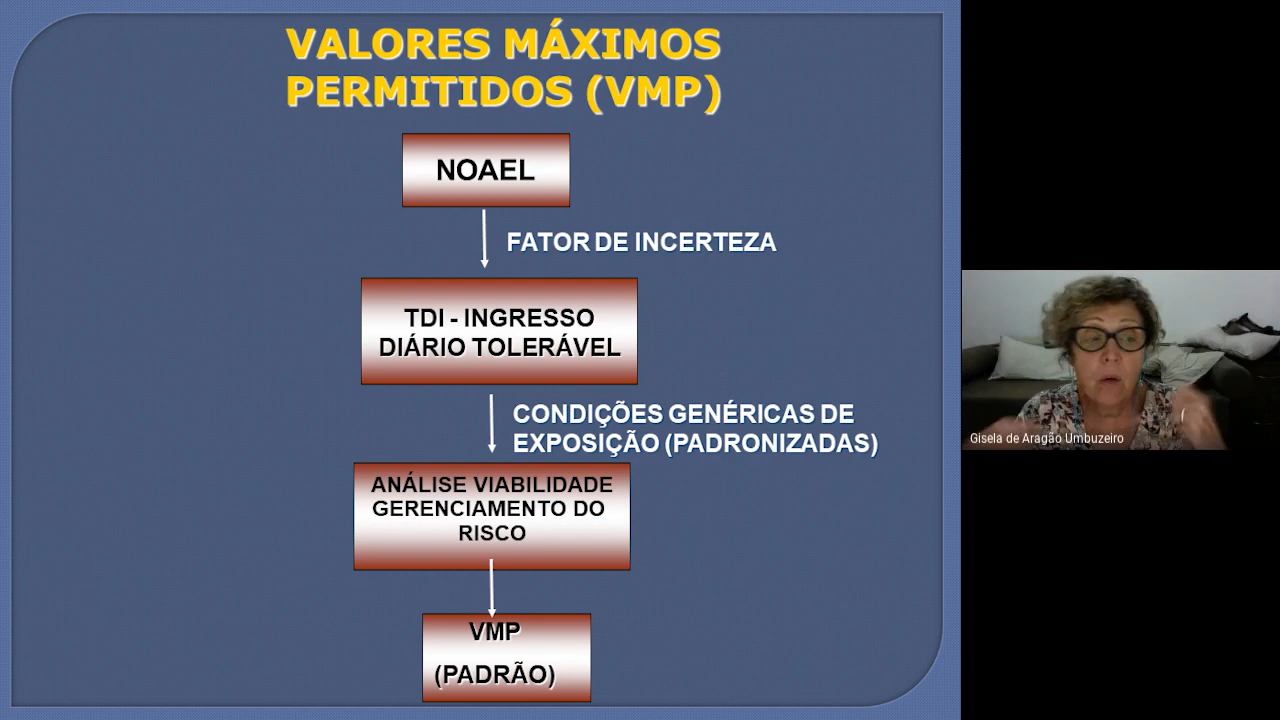 VALORES MÁXIMOS
PERMITIDOS (VMP)
NOAEL
FATOR DE INCERTEZA
TDI - INGRESSO
DIÁRIO TOLERÁVEL
CONDIÇÕES GENÉRICAS DE
EXPOSIÇÃO (PADRONIZADAS)
ANÁLISE VIABILIDADE
GERENCIAMENTO DO
RISCO
VMP
(PADRÃO)
Gisela de Aragão Umbuzeiro